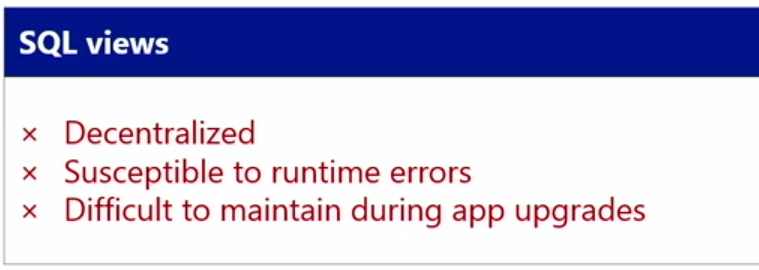 SQL views
× Decentralized
× Susceptible to runtime errors
× Difficult to maintain during app upgrades